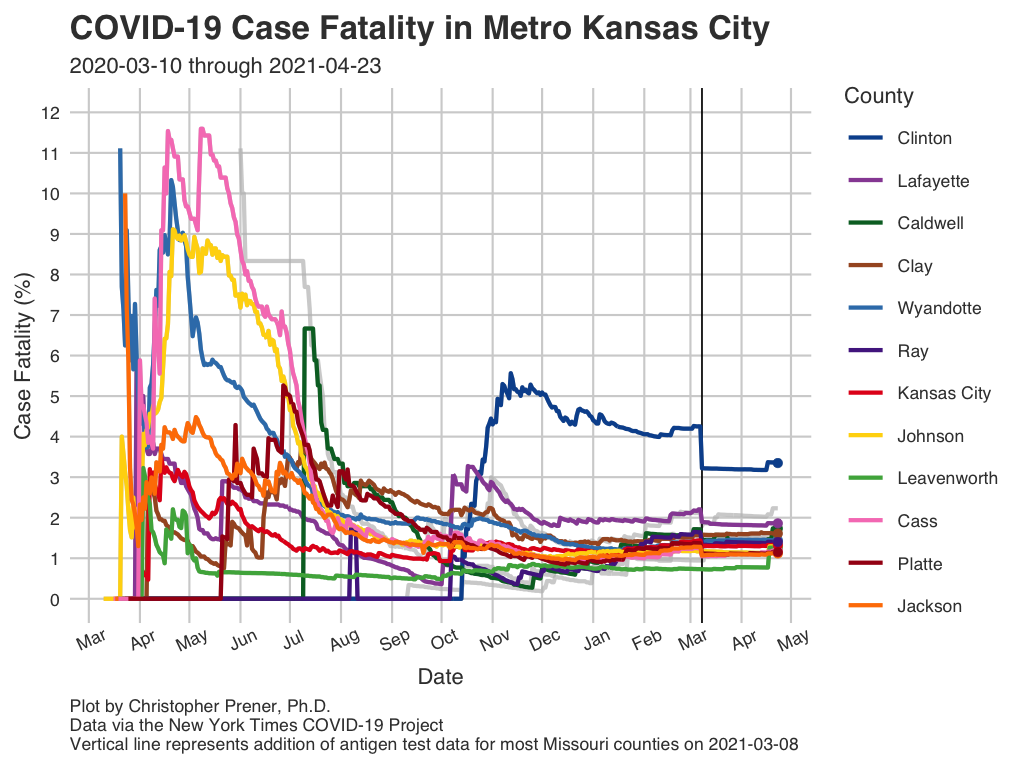 COVID-19 Case Fatality in Metro Kansas City
2020-03-10 through 2021-04-23
Case Fatality (%)
12
11
10
9
8
7
6
5
4
3
2
1
0
Mar Apr May Jun Jul Aug Sep Oct Nov Dec Jan Feb Mar Apr May
Date
County
Clinton
Lafayette
Caldwell
Clay
Wyandotte
Ray
Kansas City
Johnson
Leavenworth
Cass
Platte
Jackson
Plot by Christopher Prener, Ph.D.
Data via the New York Times COVID-19 Project
Vertical line represents addition of antigen test data for most Missouri counties on 2021-03-08